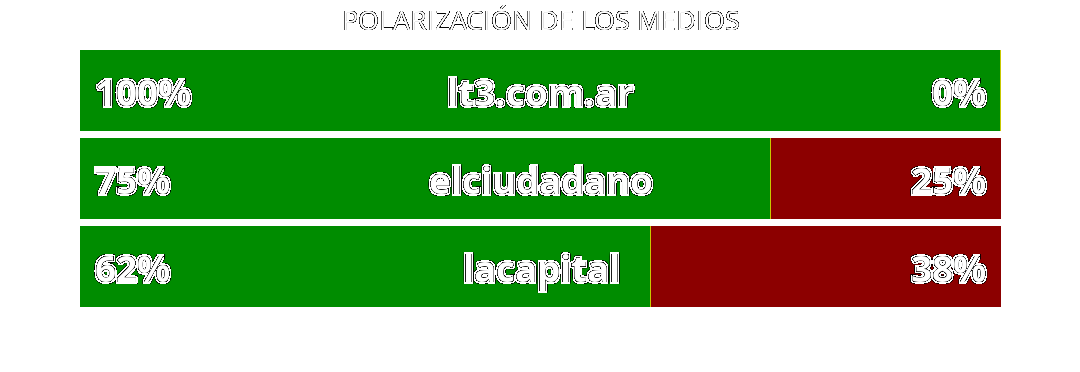 POLARIZACIÓN DE LOS MEDIOS
100% lt3.com.ar 0%
75% elciudadano 25%
62% lacapital 38%